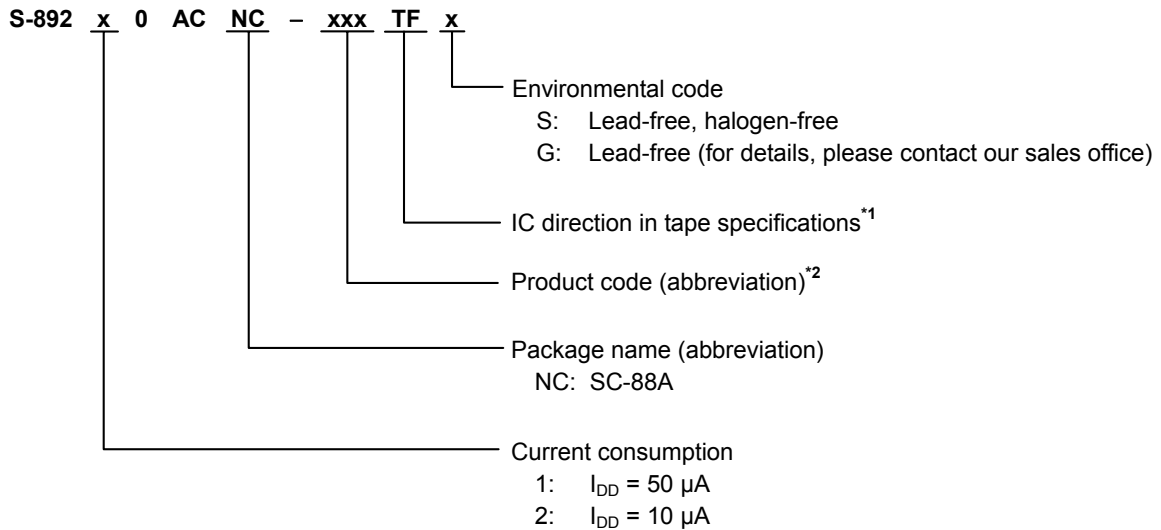 S-892 x 0 AC NC – xxx TF x
Environmental code
S: Lead-free, halogen-free
G: Lead-free (for details, please contact our sales office)
IC direction in tape specifications*1
Product code (abbreviation)*2
Package name (abbreviation)
NC: SC-88A
Current consumption
1: IDD = 50 μA
2: IDD = 10 μA